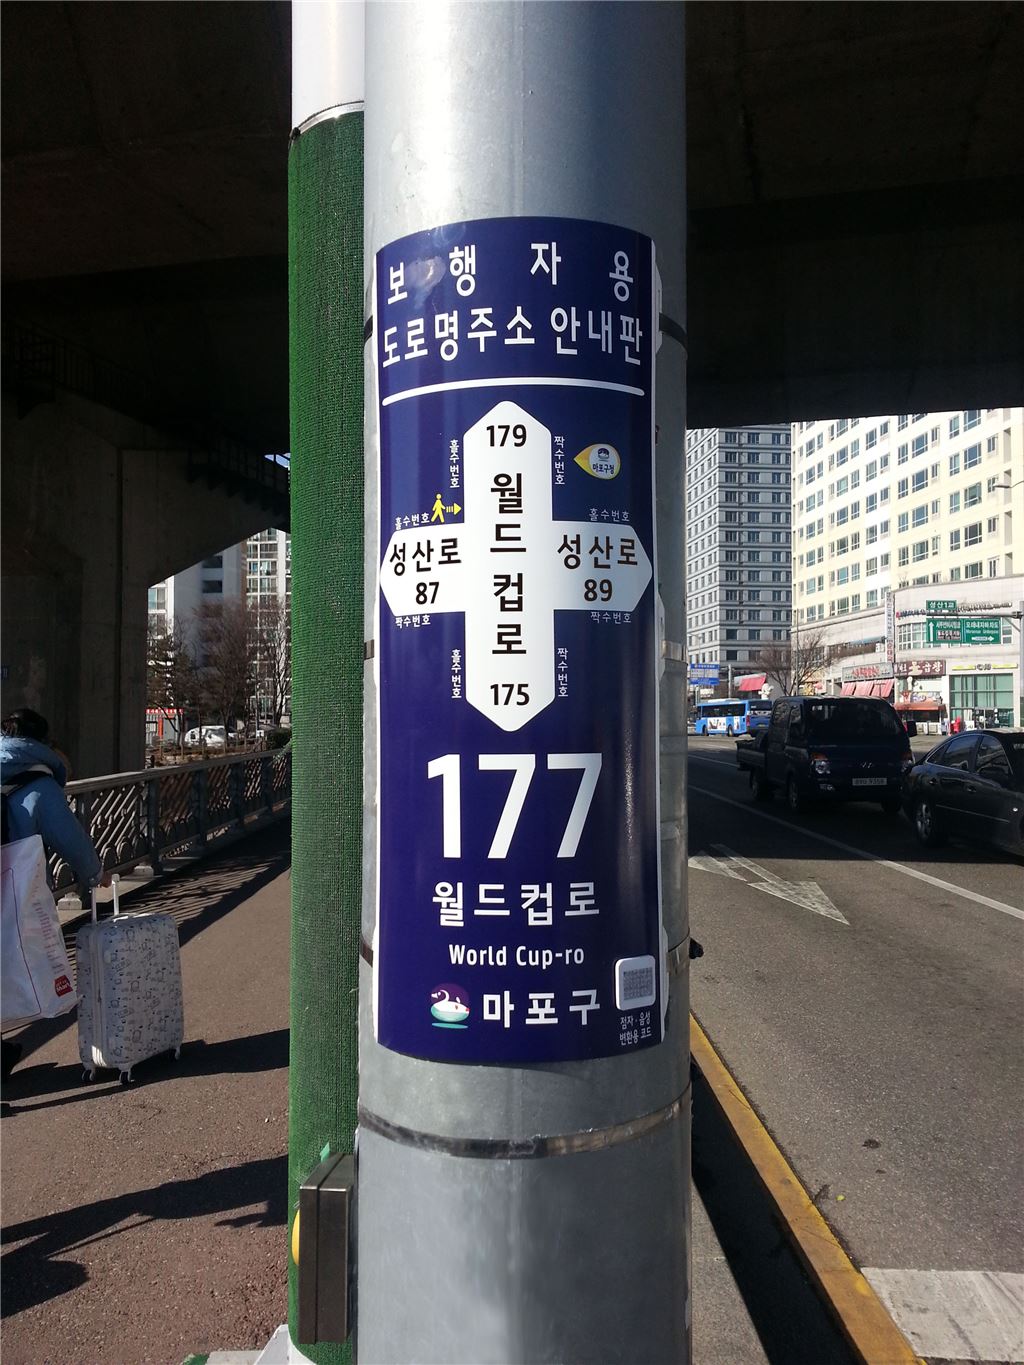 보행자용
도로명주소 안내판
179
홀수번호
짝수번호
마포구청
월드컵로
홀수번호
홀수번호
성산로
87
성산로
89
짝수번호
짝수번호
홀수번호
짝수번호
175
177
월드컵로
World Cup-ro
마포구
점자·음성
변환용 코드
성산1교